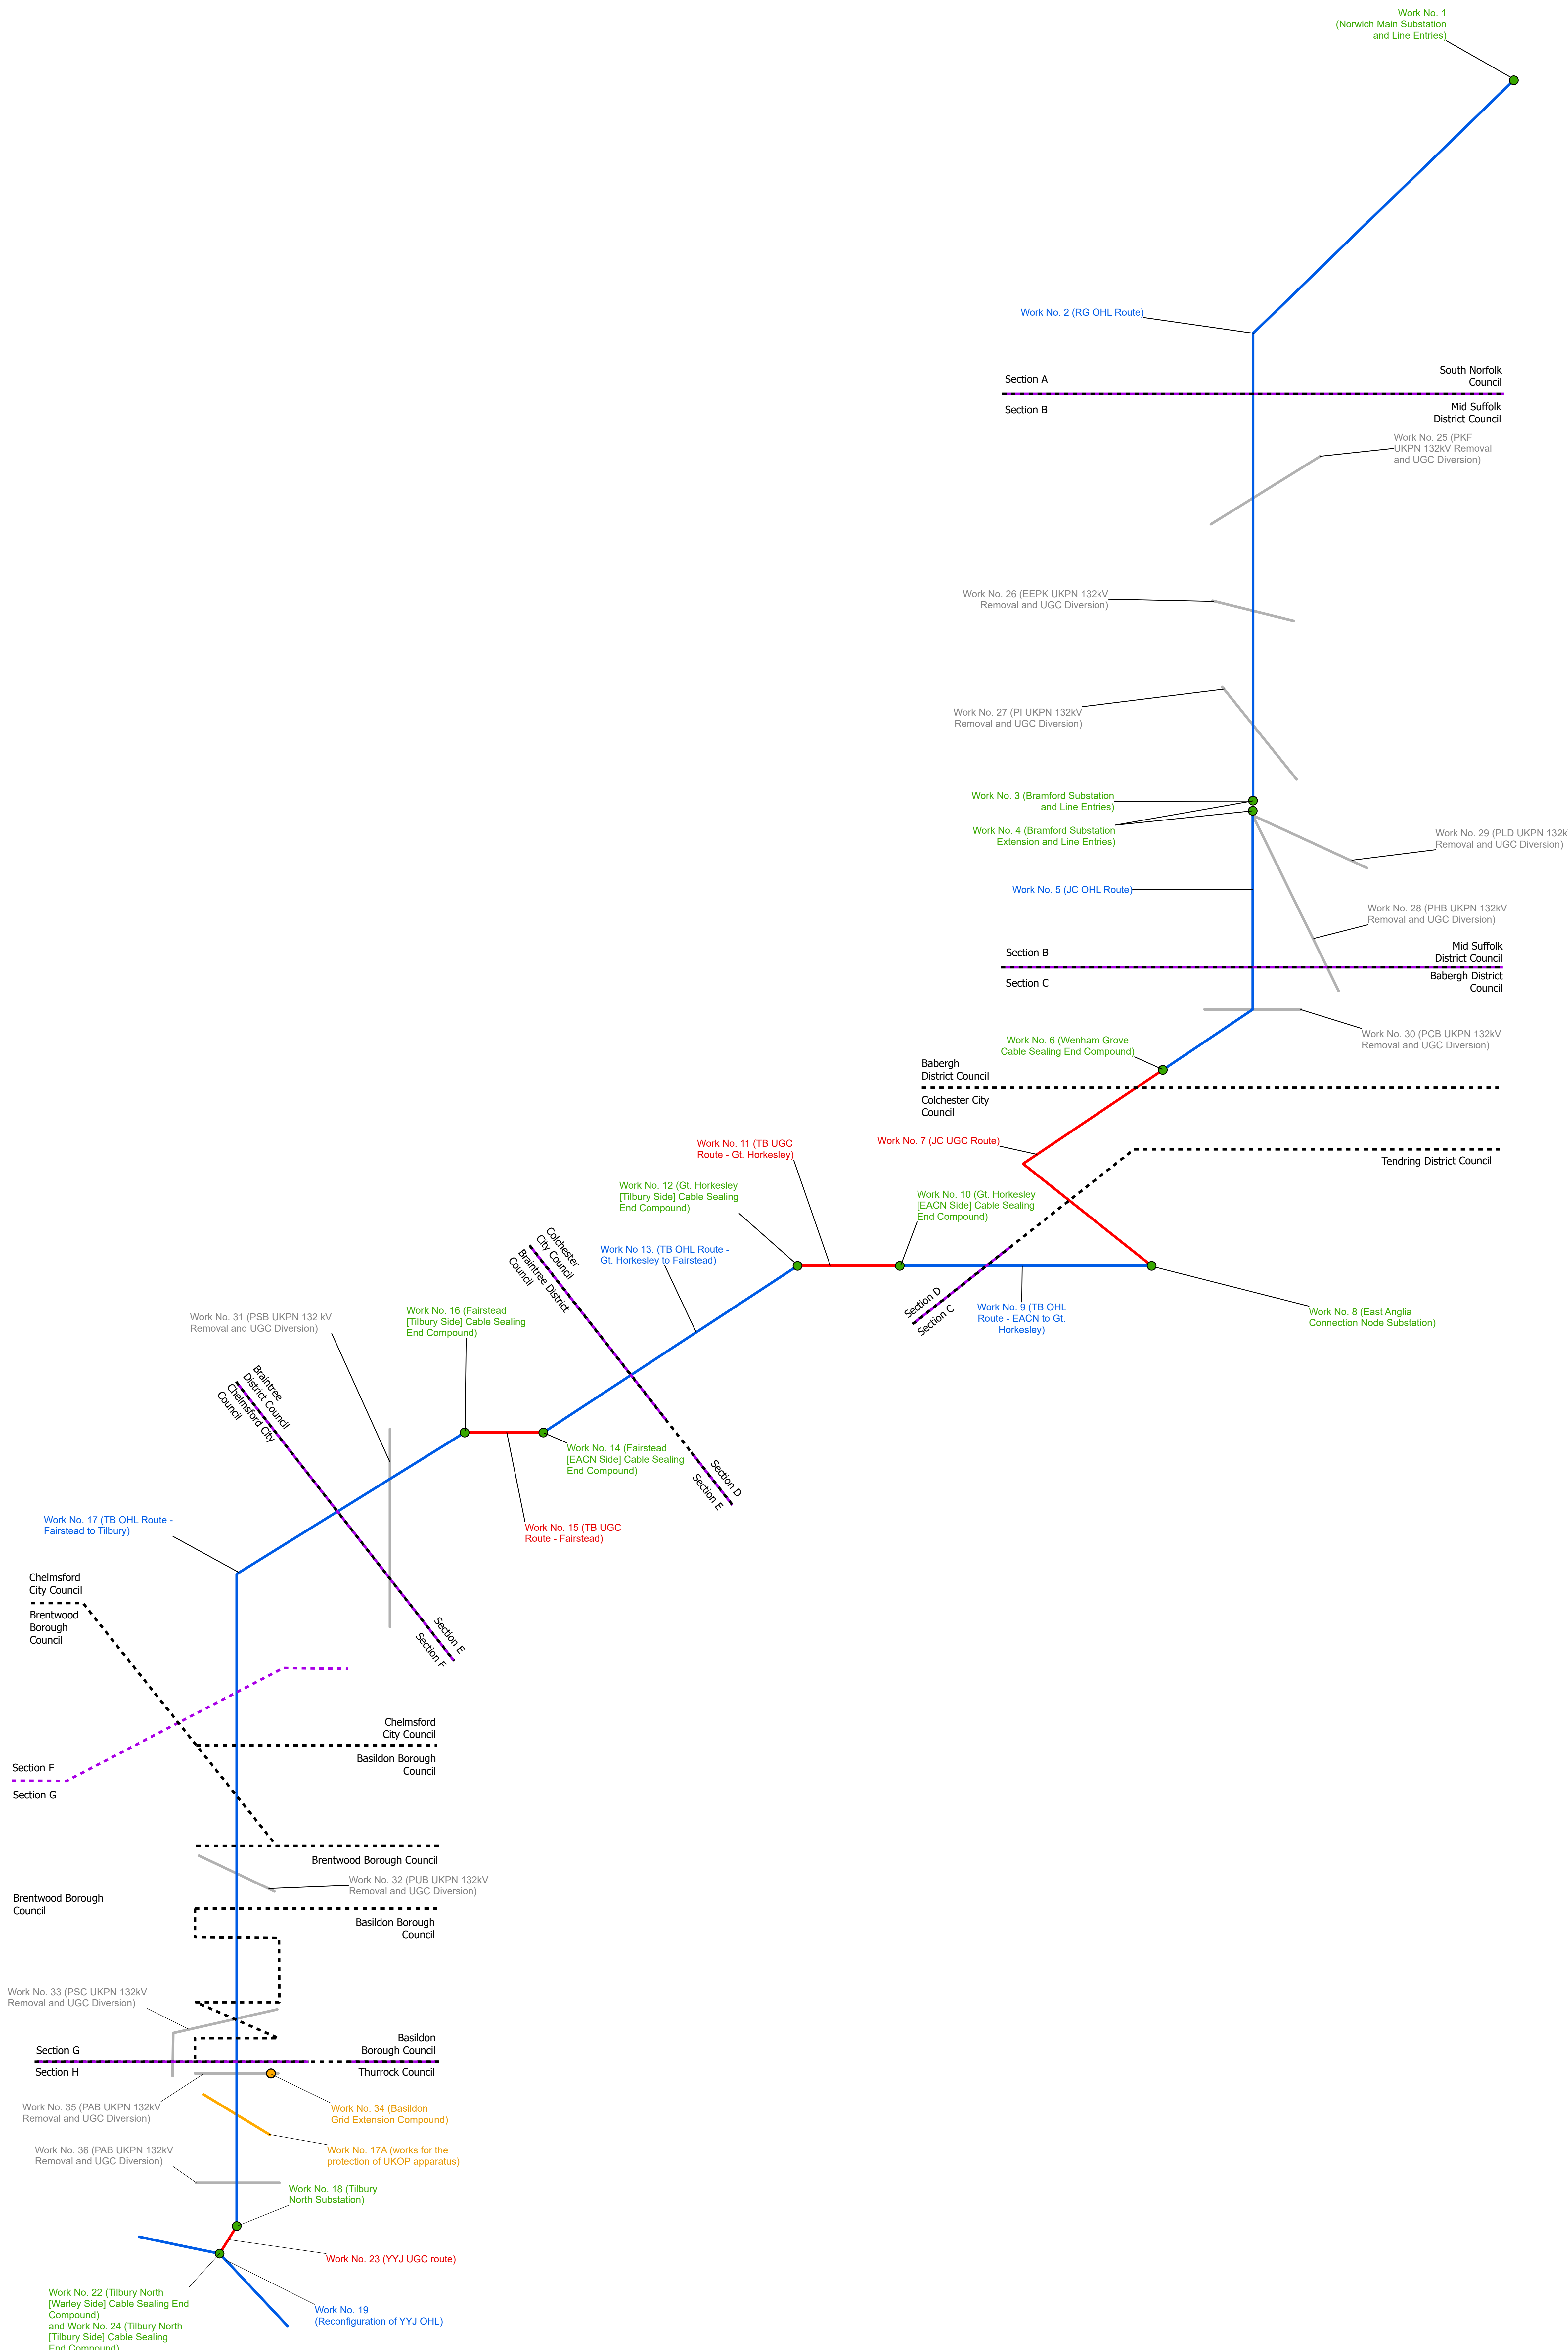 Work No. 1
(Norwich Main Substation
and Line Entries)
Work No. 2 (RG OHL Route)
Section A
South Norfolk
Council
Section B
Mid Suffolk
District Council
Work No. 25 (PKF
UKPN 132kV Removal
and UGC Diversion)
Work No. 26 (EEPK UKPN 132kV
Removal and UGC Diversion)
Work No. 27 (PI UKPN 132kV
Removal and UGC Diversion)
Work No. 3 (Bramford Substation
and Line Entries)
Work No. 4 (Bramford Substation
Extension and Line Entries)
Work No. 29 (PLD UKPN 132k
Removal and UGC Diversion)
Work No. 5 (JC OHL Route)
Work No. 28 (PHB UKPN 132kV
Removal and UGC Diversion)
Section B
Mid Suffolk
District Council
Section C
Babergh District
Council
Work No. 30 (PCB UKPN 132kV
Removal and UGC Diversion)
Work No. 6 (Wenham Grove
Cable Sealing End Compound)
Babergh
District Council
Colchester City
Council
Work No. 7 (JC UGC Route)
Tendring District Council
Work No. 11 (TB UGC
Route - Gt. Horkesley)
Work No. 12 (Gt. Horkesley
[Tilbury Side] Cable Sealing
End Compound)
Work No. 10 (Gt. Horkesley
[EACN Side] Cable Sealing
End Compound)
Colchester
City Council
Braintree District
Council
Work No 13. (TB OHL Route -
Gt. Horkesley to Fairstead)
Section D
Section C
Work No. 9 (TB OHL
Route - EACN to Gt.
Horkesley)
Work No. 8 (East Anglia
Connection Node Substation)
Work No. 31 (PSB UKPN 132 kV
Removal and UGC Diversion)
Work No. 16 (Fairstead
[Tilbury Side] Cable Sealing
End Compound)
Braintree
District Council
Chelmsford City
Council
Work No. 14 (Fairstead
[EACN Side] Cable Sealing
End Compound)
Section D
Section E
Work No. 15 (TB UGC
Route - Fairstead)
Work No. 17 (TB OHL Route -
Fairstead to Tilbury)
Chelmsford
City Council
Brentwood
Borough
Council
Section E
Section F
Chelmsford
City Council
Basildon Borough
Council
Section F
Section G
Brentwood Borough Council
Work No. 32 (PUB UKPN 132kV
Removal and UGC Diversion)
Brentwood Borough
Council
Basildon Borough
Council
Work No. 33 (PSC UKPN 132kV
Removal and UGC Diversion)
Section G
Basildon
Borough Council
Section H
Thurrock Council
Work No. 35 (PAB UKPN 132kV
Removal and UGC Diversion)
Work No. 34 (Basildon
Grid Extension Compound)
Work No. 36 (PAB UKPN 132kV
Removal and UGC Diversion)
Work No. 17A (works for the
protection of UKOP apparatus)
Work No. 18 (Tilbury
North Substation)
Work No. 23 (YYJ UGC route)
Work No. 22 (Tilbury North
[Warley Side] Cable Sealing End
Compound)
and Work No. 24 (Tilbury North
[Tilbury Side] Cable Sealing
End Compound)
Work No. 19
(Reconfiguration of YYJ OHL)